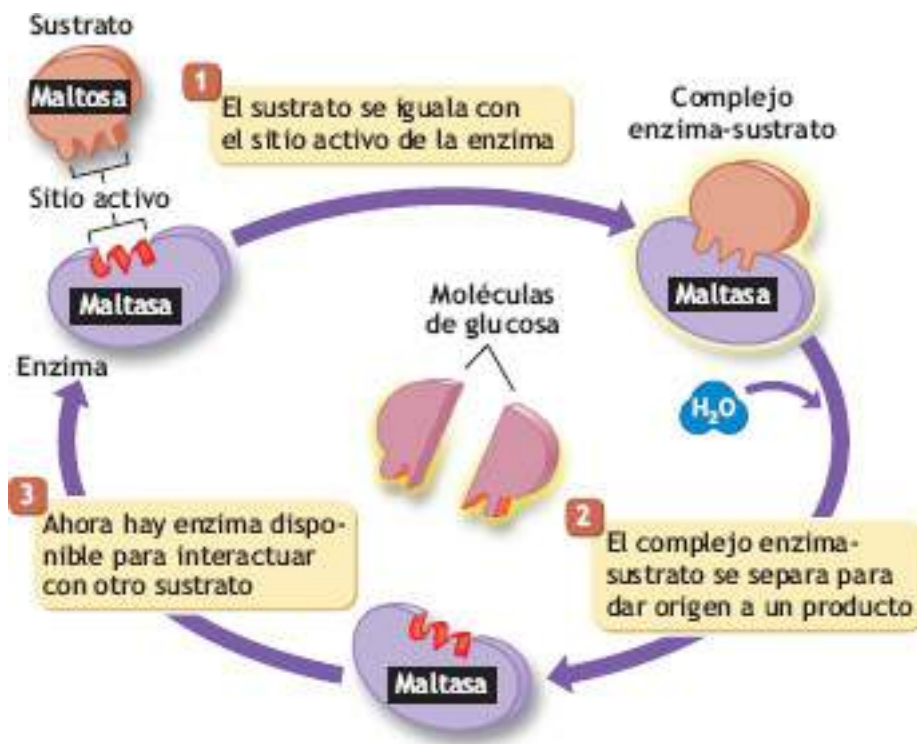 Sustrato
Maltosa
1
El sustrato se iguala con
el sitio activo de la enzima
Complejo
enzima-sustrato
Sitio activo
Maltasa
Maltasa
Enzima
Moléculas
de glucosa
H₂O
3
Ahora hay enzima dispo-
nible para interactuar
con otro sustrato
2
El complejo enzima-
sustrato se separa para
dar origen a un producto
Maltasa